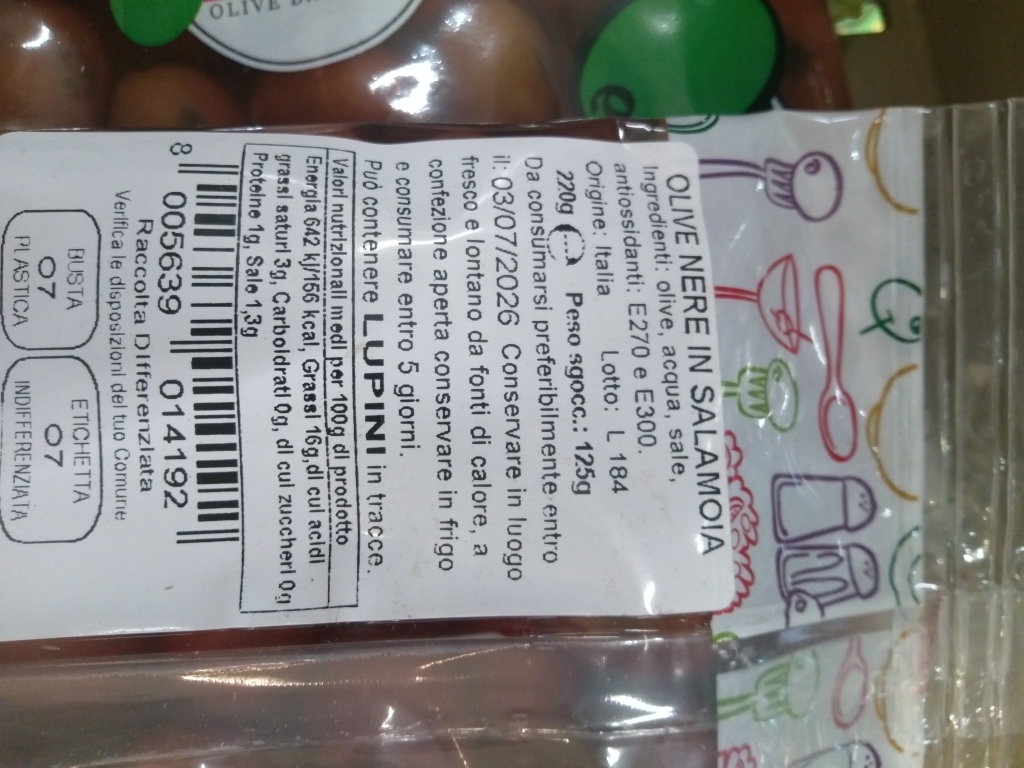 OLIVE
OLIVE NERE IN SALAMOIA
Ingredienti: olive, acqua, sale,
antiossidanti: E270 e E300.
Origine: Italia Lotto: L 184
220g Peso sgocc.: 125g
Da consumarsi preferibilmente entro
il: 03/07/2026 Conservare in luogo
fresco e lontano da fonti di calore, a
confezione aperta conservare in frigo
e consumare entro 5 giorni.
Può contenere LUPINI in tracce.
Valori nutrizionali medi per 100g di prodotto
Energia 642 kj/156 kcal, Grassi 16g,di cui acidi
grassi saturi 3g, Carboidrati 0g, di cui zuccheri 0g
Proteine 1g, Sale 1,3g
8 005639 014192
Raccolta Differenziata
Verifica le disposizioni del tuo Comune
BUSTA
O7
PLASTICA
ETICHETTA
O7
INDIFFERENZIATA